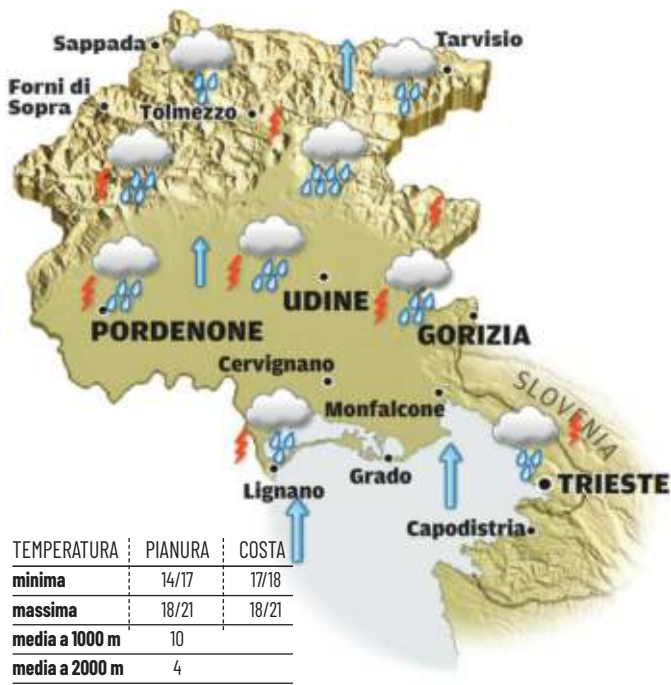 Sappada
Tarvisio
Forni di
Sopra
Tolmezzo
UDINE
PORDENONE
GORIZIA
Cervignano
SLOVENIA
Monfalcone
Grado
TRIESTE
Lignano
Capodistria
TEMPERATURA PIANURA COSTA
minima 14/17 17/18
massima 18/21 18/21
media a 1000 m 10
media a 2000 m 4